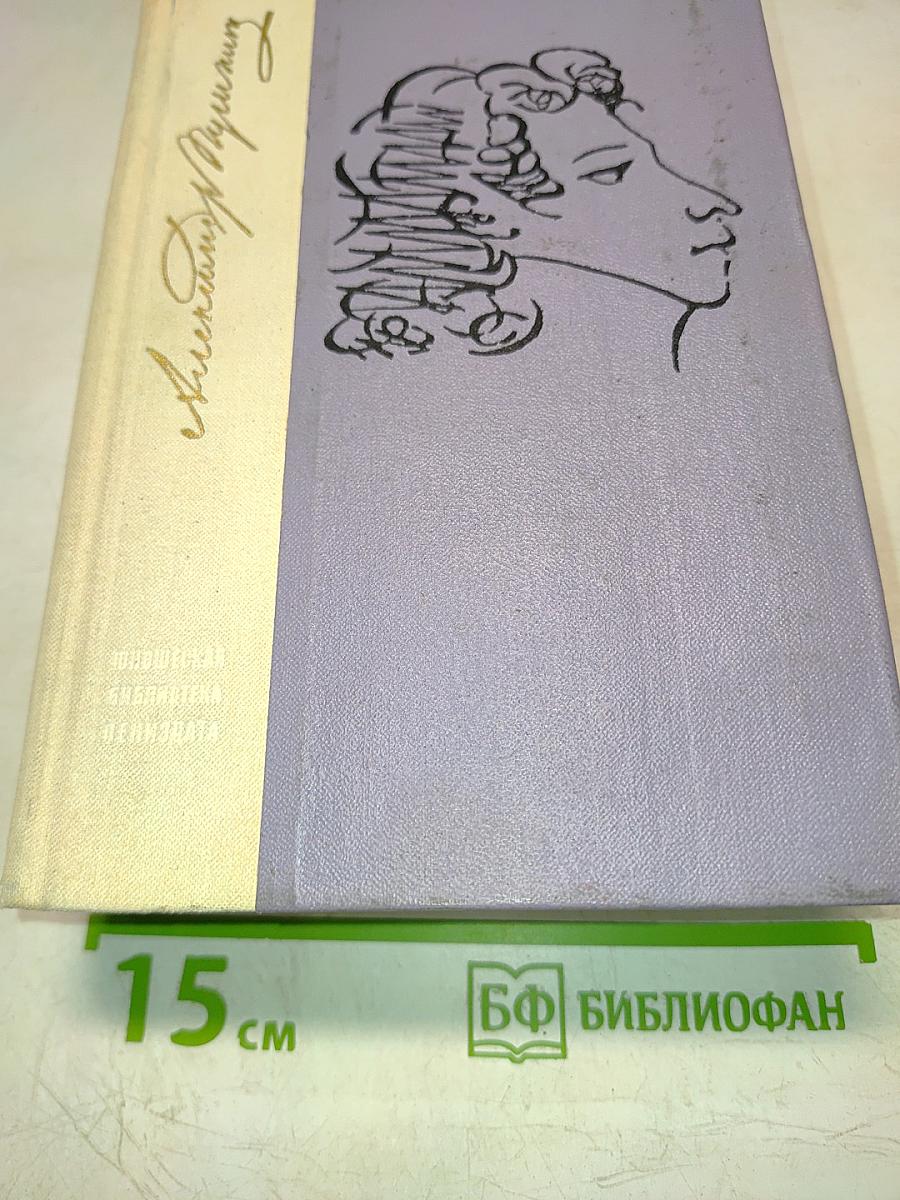 Александр Пушкин
ЮНОШЕСКАЯ
БИБЛИОТЕКА
ЛЕНИЗДАТА
15 см
БФ БИБЛИОФАН